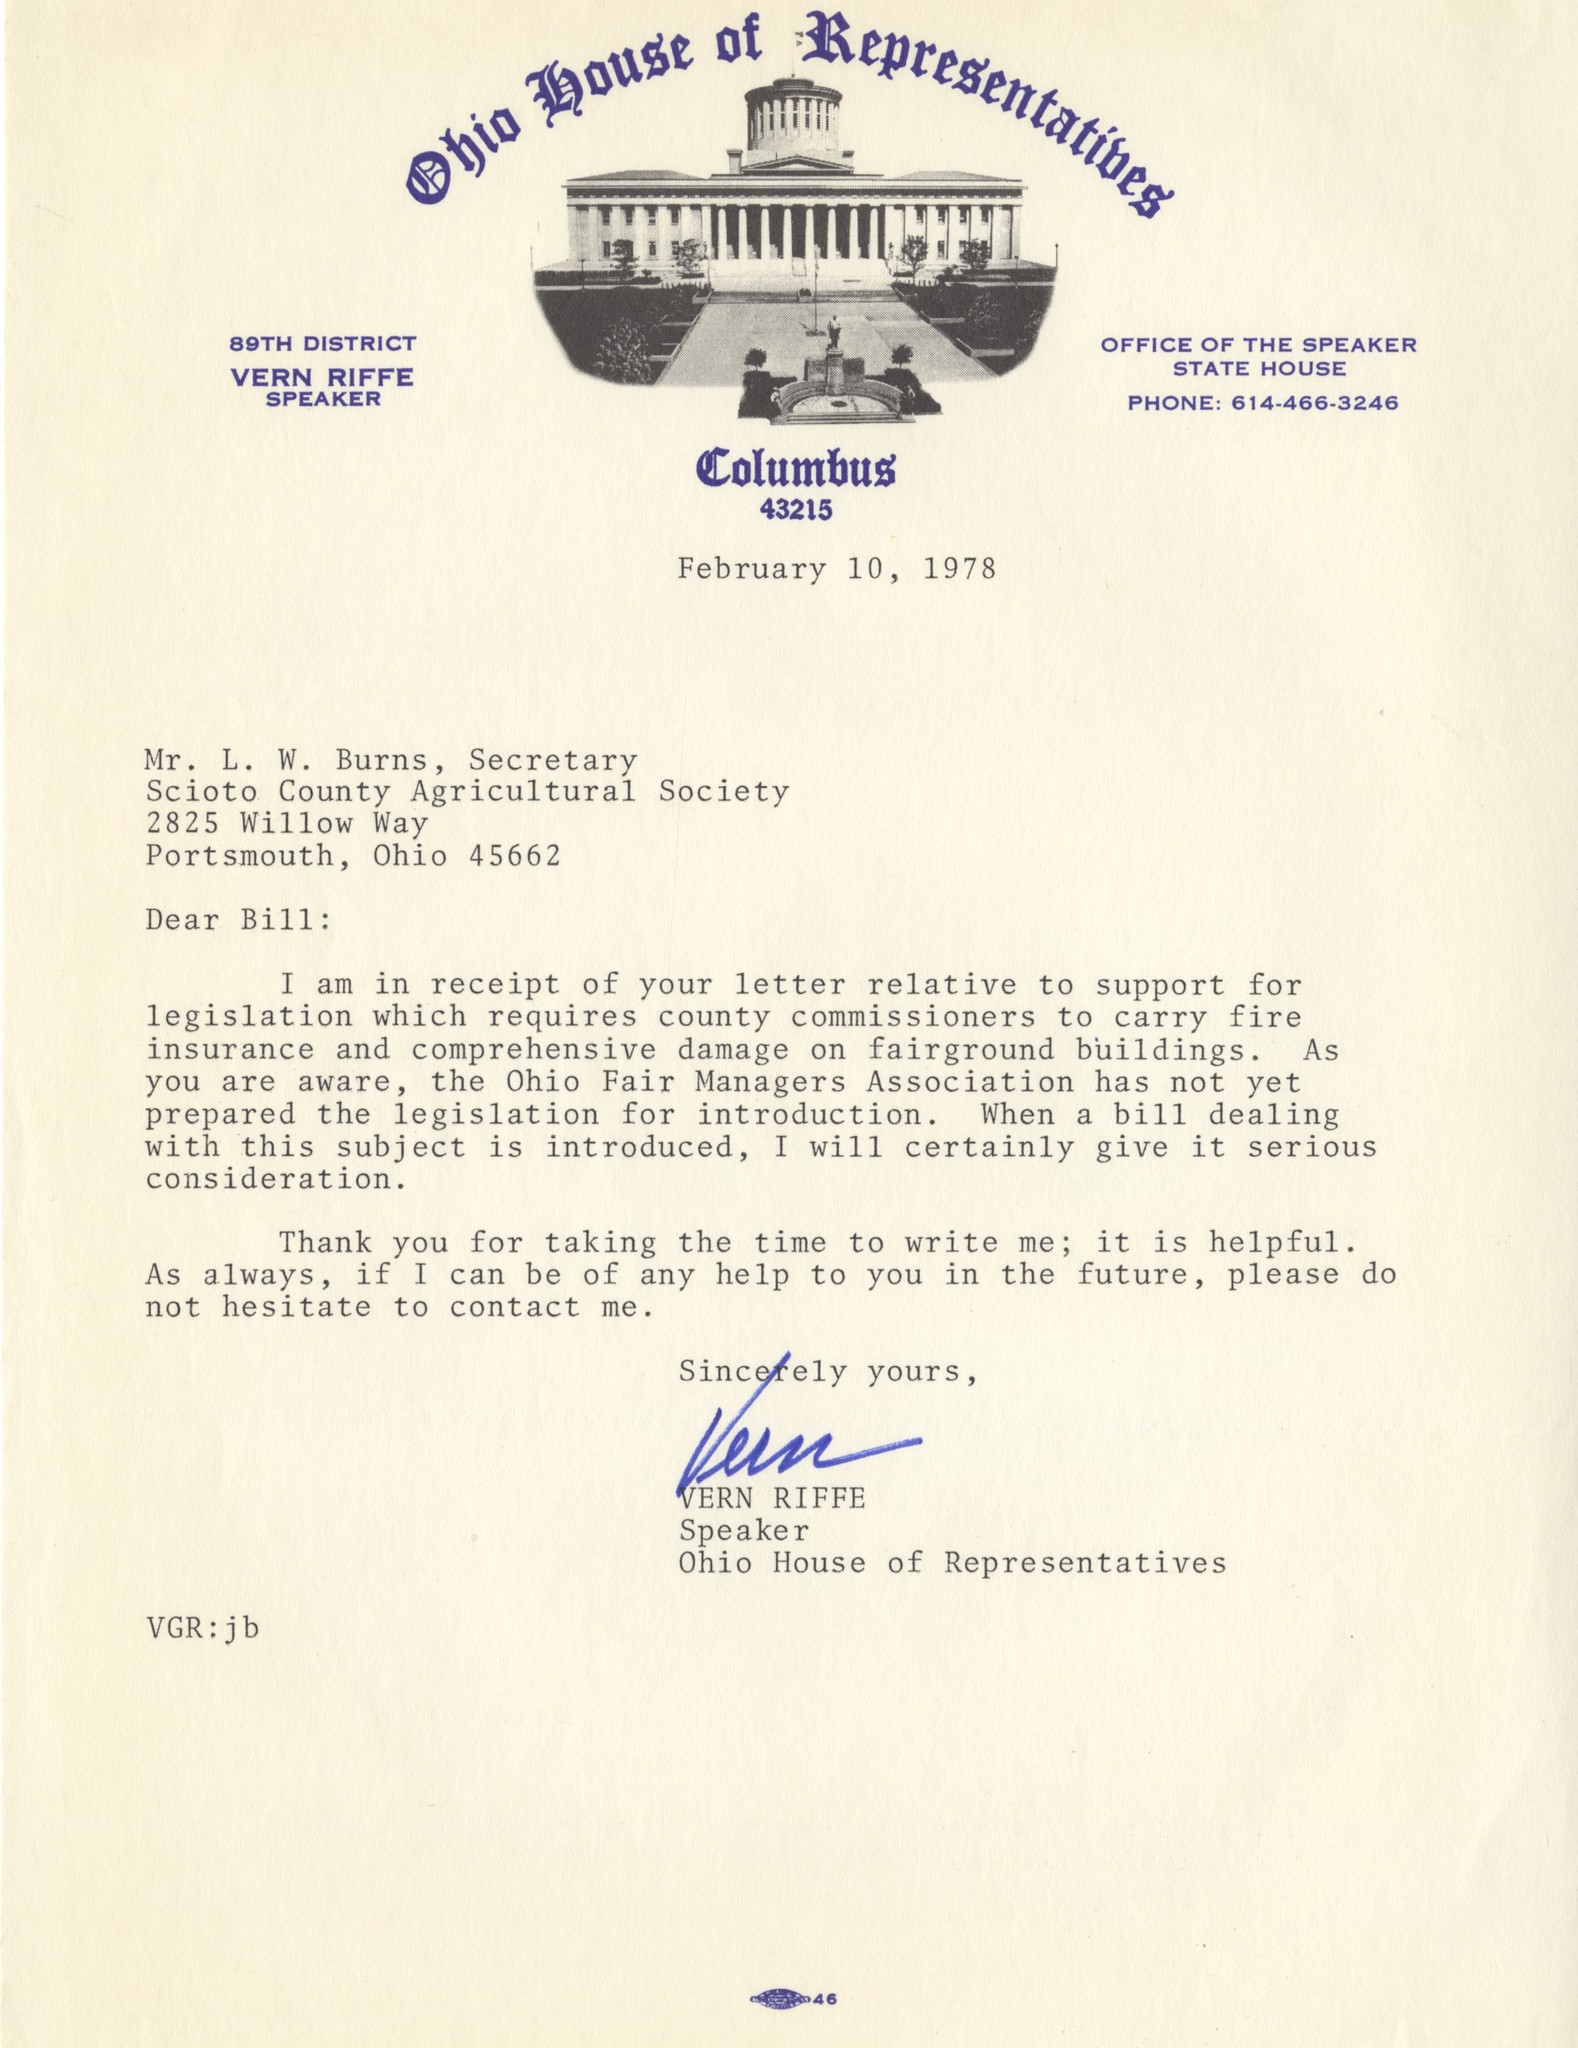 Ohio House of Representatives
89TH DISTRICT
VERN RIFFE
SPEAKER
OFFICE OF THE SPEAKER
STATE HOUSE
PHONE: 614-466-3246
Columbus
43215
February 10, 1978
Mr. L. W. Burns, Secretary
Scioto County Agricultural Society
2825 Willow Way
Portsmouth, Ohio 45662
Dear Bill:
I am in receipt of your letter relative to support for
legislation which requires county commissioners to carry fire
insurance and comprehensive damage on fairground buildings. As
you are aware, the Ohio Fair Managers Association has not yet
prepared the legislation for introduction. When a bill dealing
with this subject is introduced, I will certainly give it serious
consideration.
Thank you for taking the time to write me; it is helpful.
As always, if I can be of any help to you in the future, please do
not hesitate to contact me.
Sincerely yours,
Vern
VERN RIFFE
Speaker
Ohio House of Representatives
VGR:jb
46